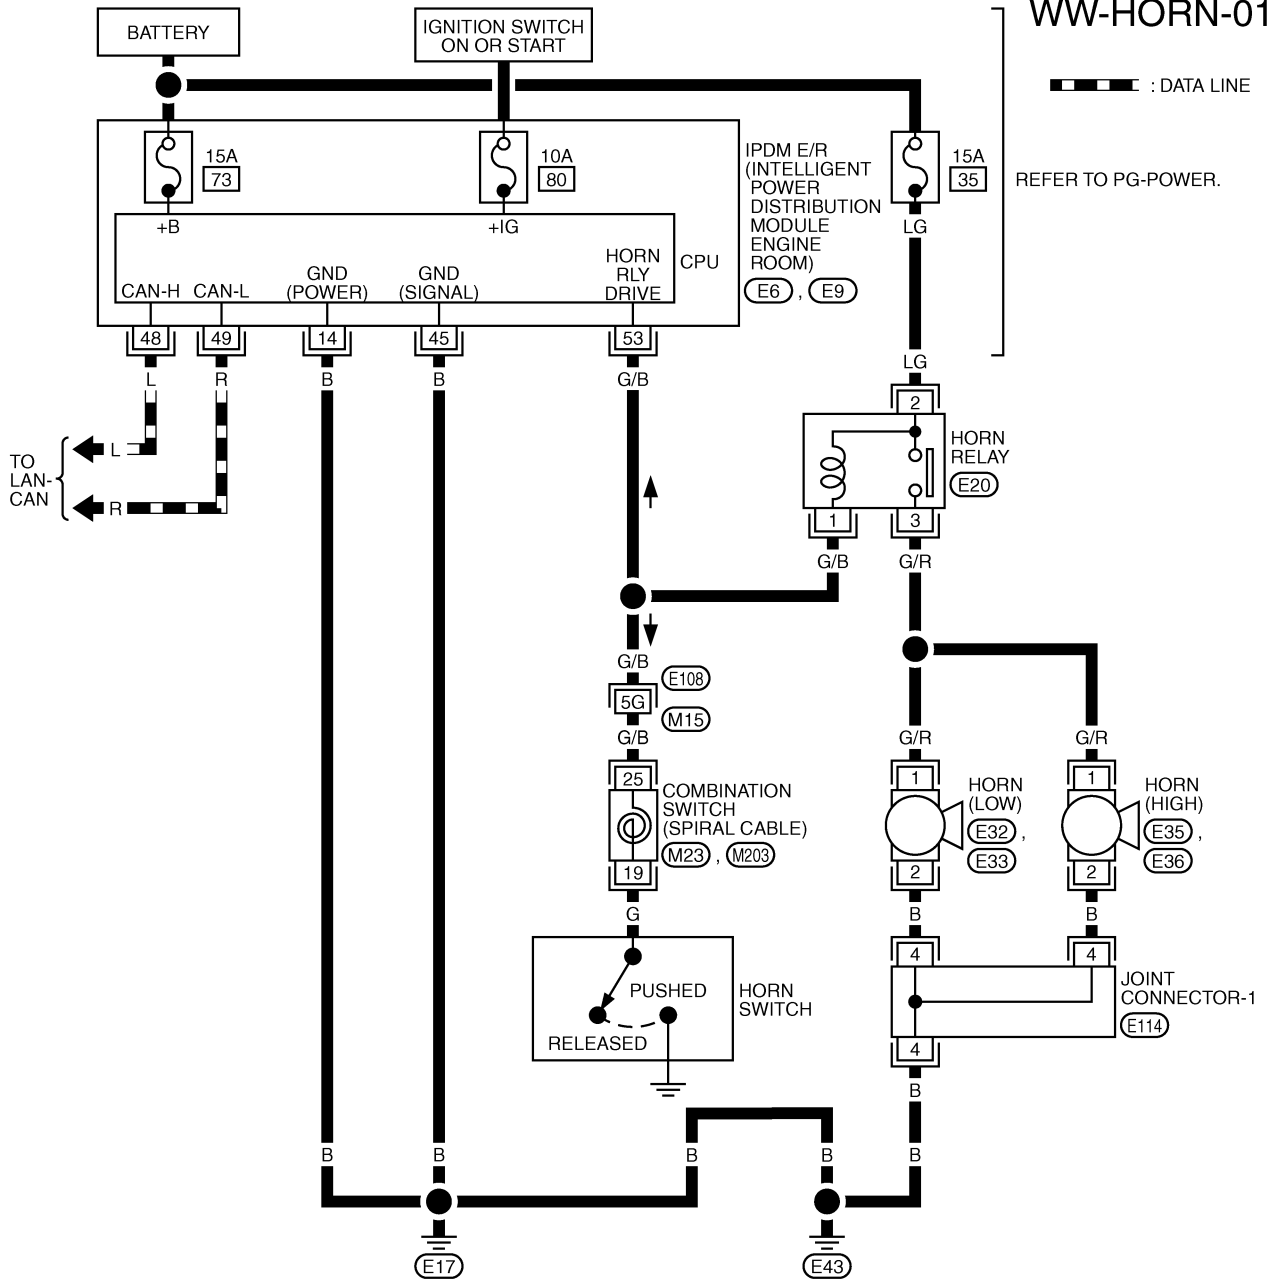 WW-HORN-01
BATTERY
IGNITION SWITCH
ON OR START
: DATA LINE
15A
73
10A
80
IPDM E/R
(INTELLIGENT
POWER
DISTRIBUTION
MODULE
ENGINE
ROOM)
E6 , E9
15A
35
REFER TO PG-POWER.
+B
+IG
LG
CPU
CAN-H
CAN-L
GND
(POWER)
GND
(SIGNAL)
HORN
RLY
DRIVE
48
49
14
45
53
L
R
B
B
G/B
LG
2
TO
LAN-
CAN
L
R
HORN
RELAY
E20
1
3
G/B
G/R
G/B
E108
5G
M15
G/B
G/R
G/R
25
COMBINATION
SWITCH
(SPIRAL CABLE)
M23 , M203
19
G
1
HORN
(LOW)
E32 ,
E33
2
B
1
HORN
(HIGH)
E35 ,
E36
2
B
4
4
JOINT
CONNECTOR-1
E114
4
B
PUSHED
RELEASED
HORN
SWITCH
B
B
B
B
B
E17
E43